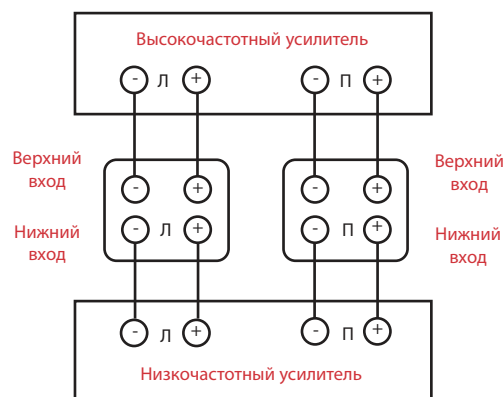 Высокочастотный усилитель
- Л + - П +
Верхний
вход
- + - +
Верхний
вход
Нижний
вход
- Л + - П +
Нижний
вход
- Л + - П +
Низкочастотный усилитель